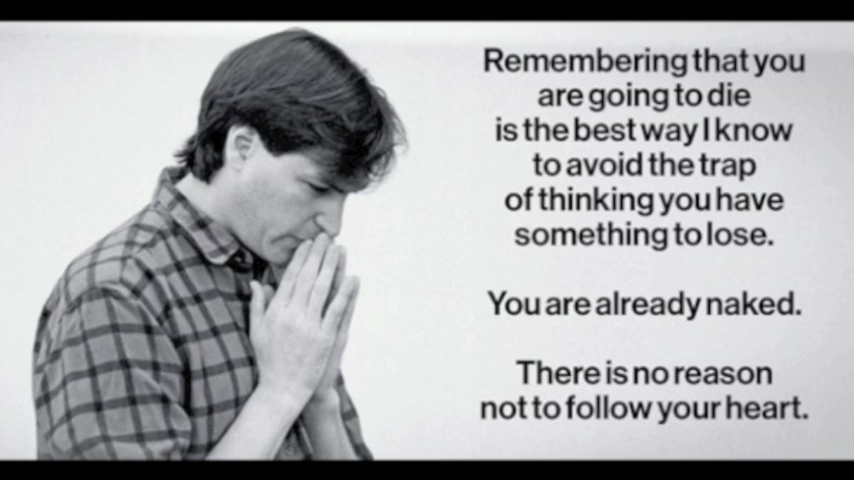 Remembering that you
are going to die
is the best way I know
to avoid the trap
of thinking you have
something to lose.
You are already naked.
There is no reason
not to follow your heart.